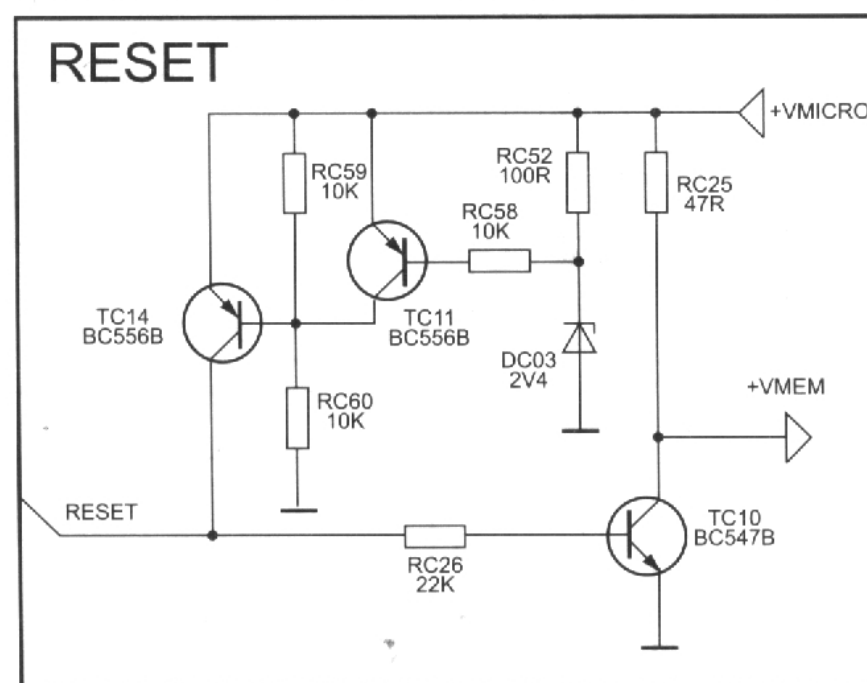 RESET
+VMICRO
RC59
10K
RC52
100R
RC25
47R
RC58
10K
TC14
BC556B
TC11
BC556B
DC03
2V4
+VMEM
RC60
10K
RESET
TC10
BC547B
RC26
22K